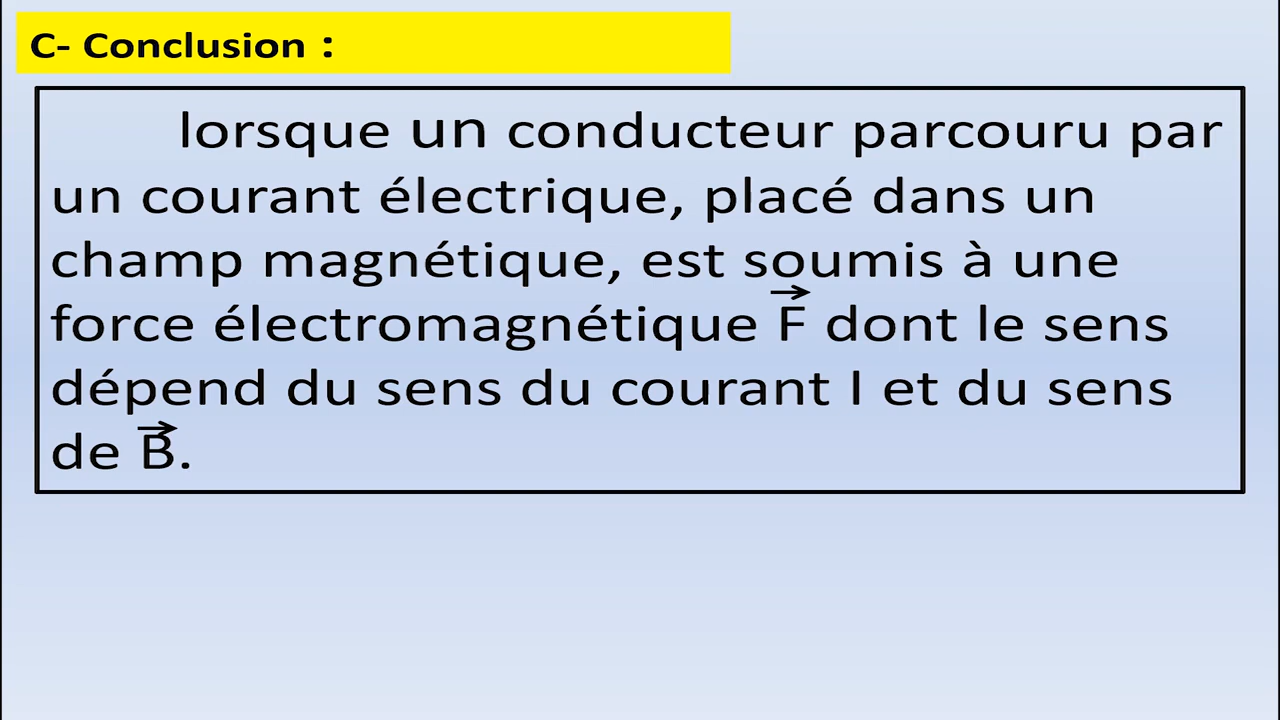 C- Conclusion :
lorsque un conducteur parcouru par
un courant électrique, placé dans un
champ magnétique, est soumis à une
force électromagnétique F⃗ dont le sens
dépend du sens du courant I et du sens
de B⃗.